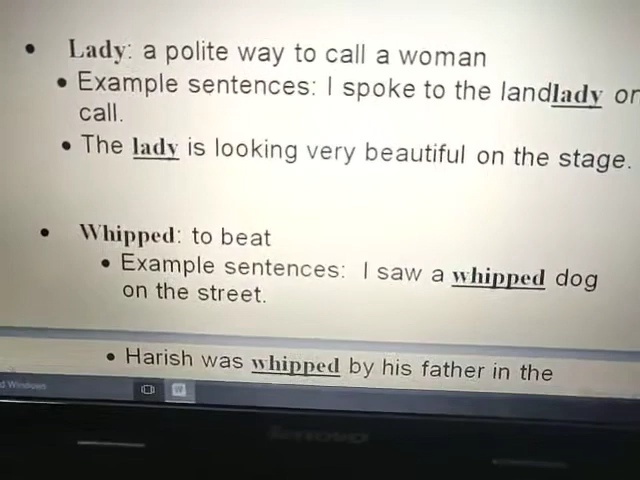 • Lady: a polite way to call a woman
• Example sentences: I spoke to the landlady on
call.
• The lady is looking very beautiful on the stage.
• Whipped: to beat
• Example sentences: I saw a whipped dog
on the street.
• Harish was whipped by his father in the
d Windows
lenovo